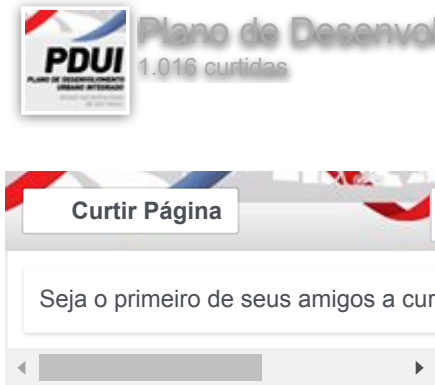 Plano de Desenvol
1.016 curtidas
PDUI
PLANO DE DESENVOLVIMENTO
URBANO INTEGRADO
Curtir Página
Seja o primeiro de seus amigos a cur